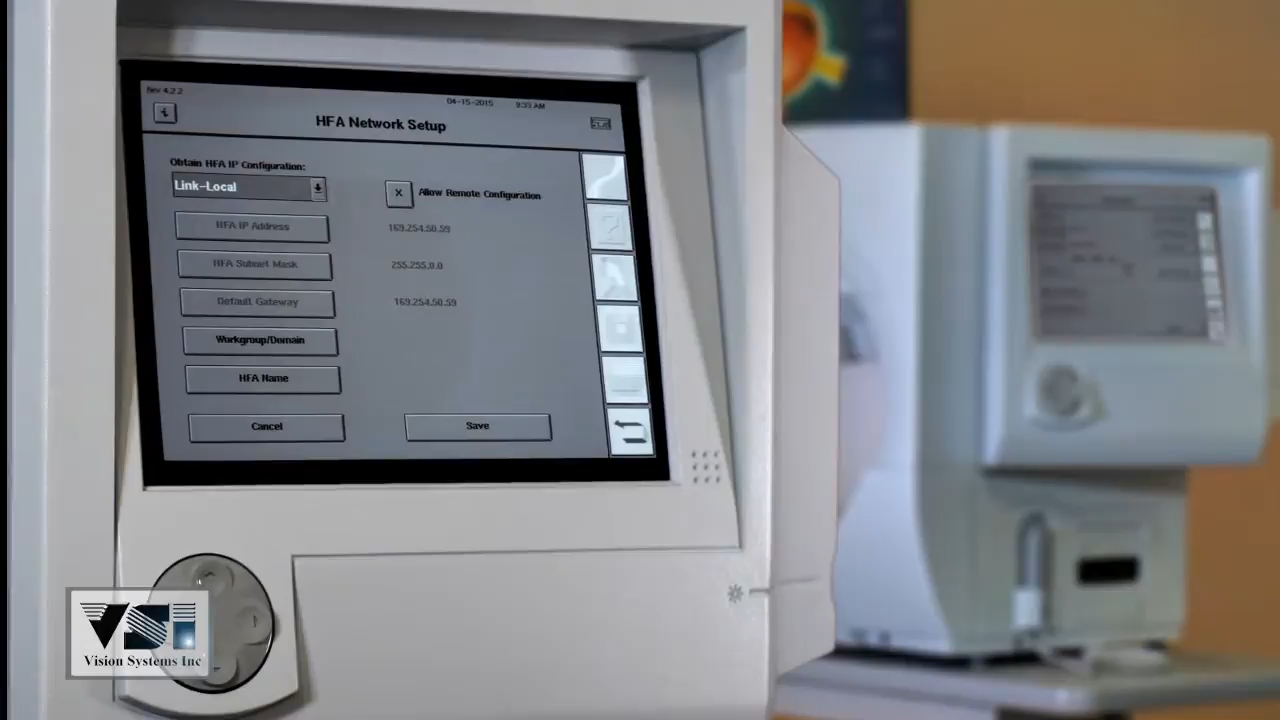 Rev 4.2.2
04-15-2015 9:33 AM
i
HFA Network Setup
Obtain HFA IP Configuration:
Link-Local
X Allow Remote Configuration
HFA IP Address 169.254.50.59
HFA Subnet Mask 255.255.0.0
Default Gateway 169.254.50.59
Workgroup/Domain
HFA Name
Cancel Save
VSI
Vision Systems Inc